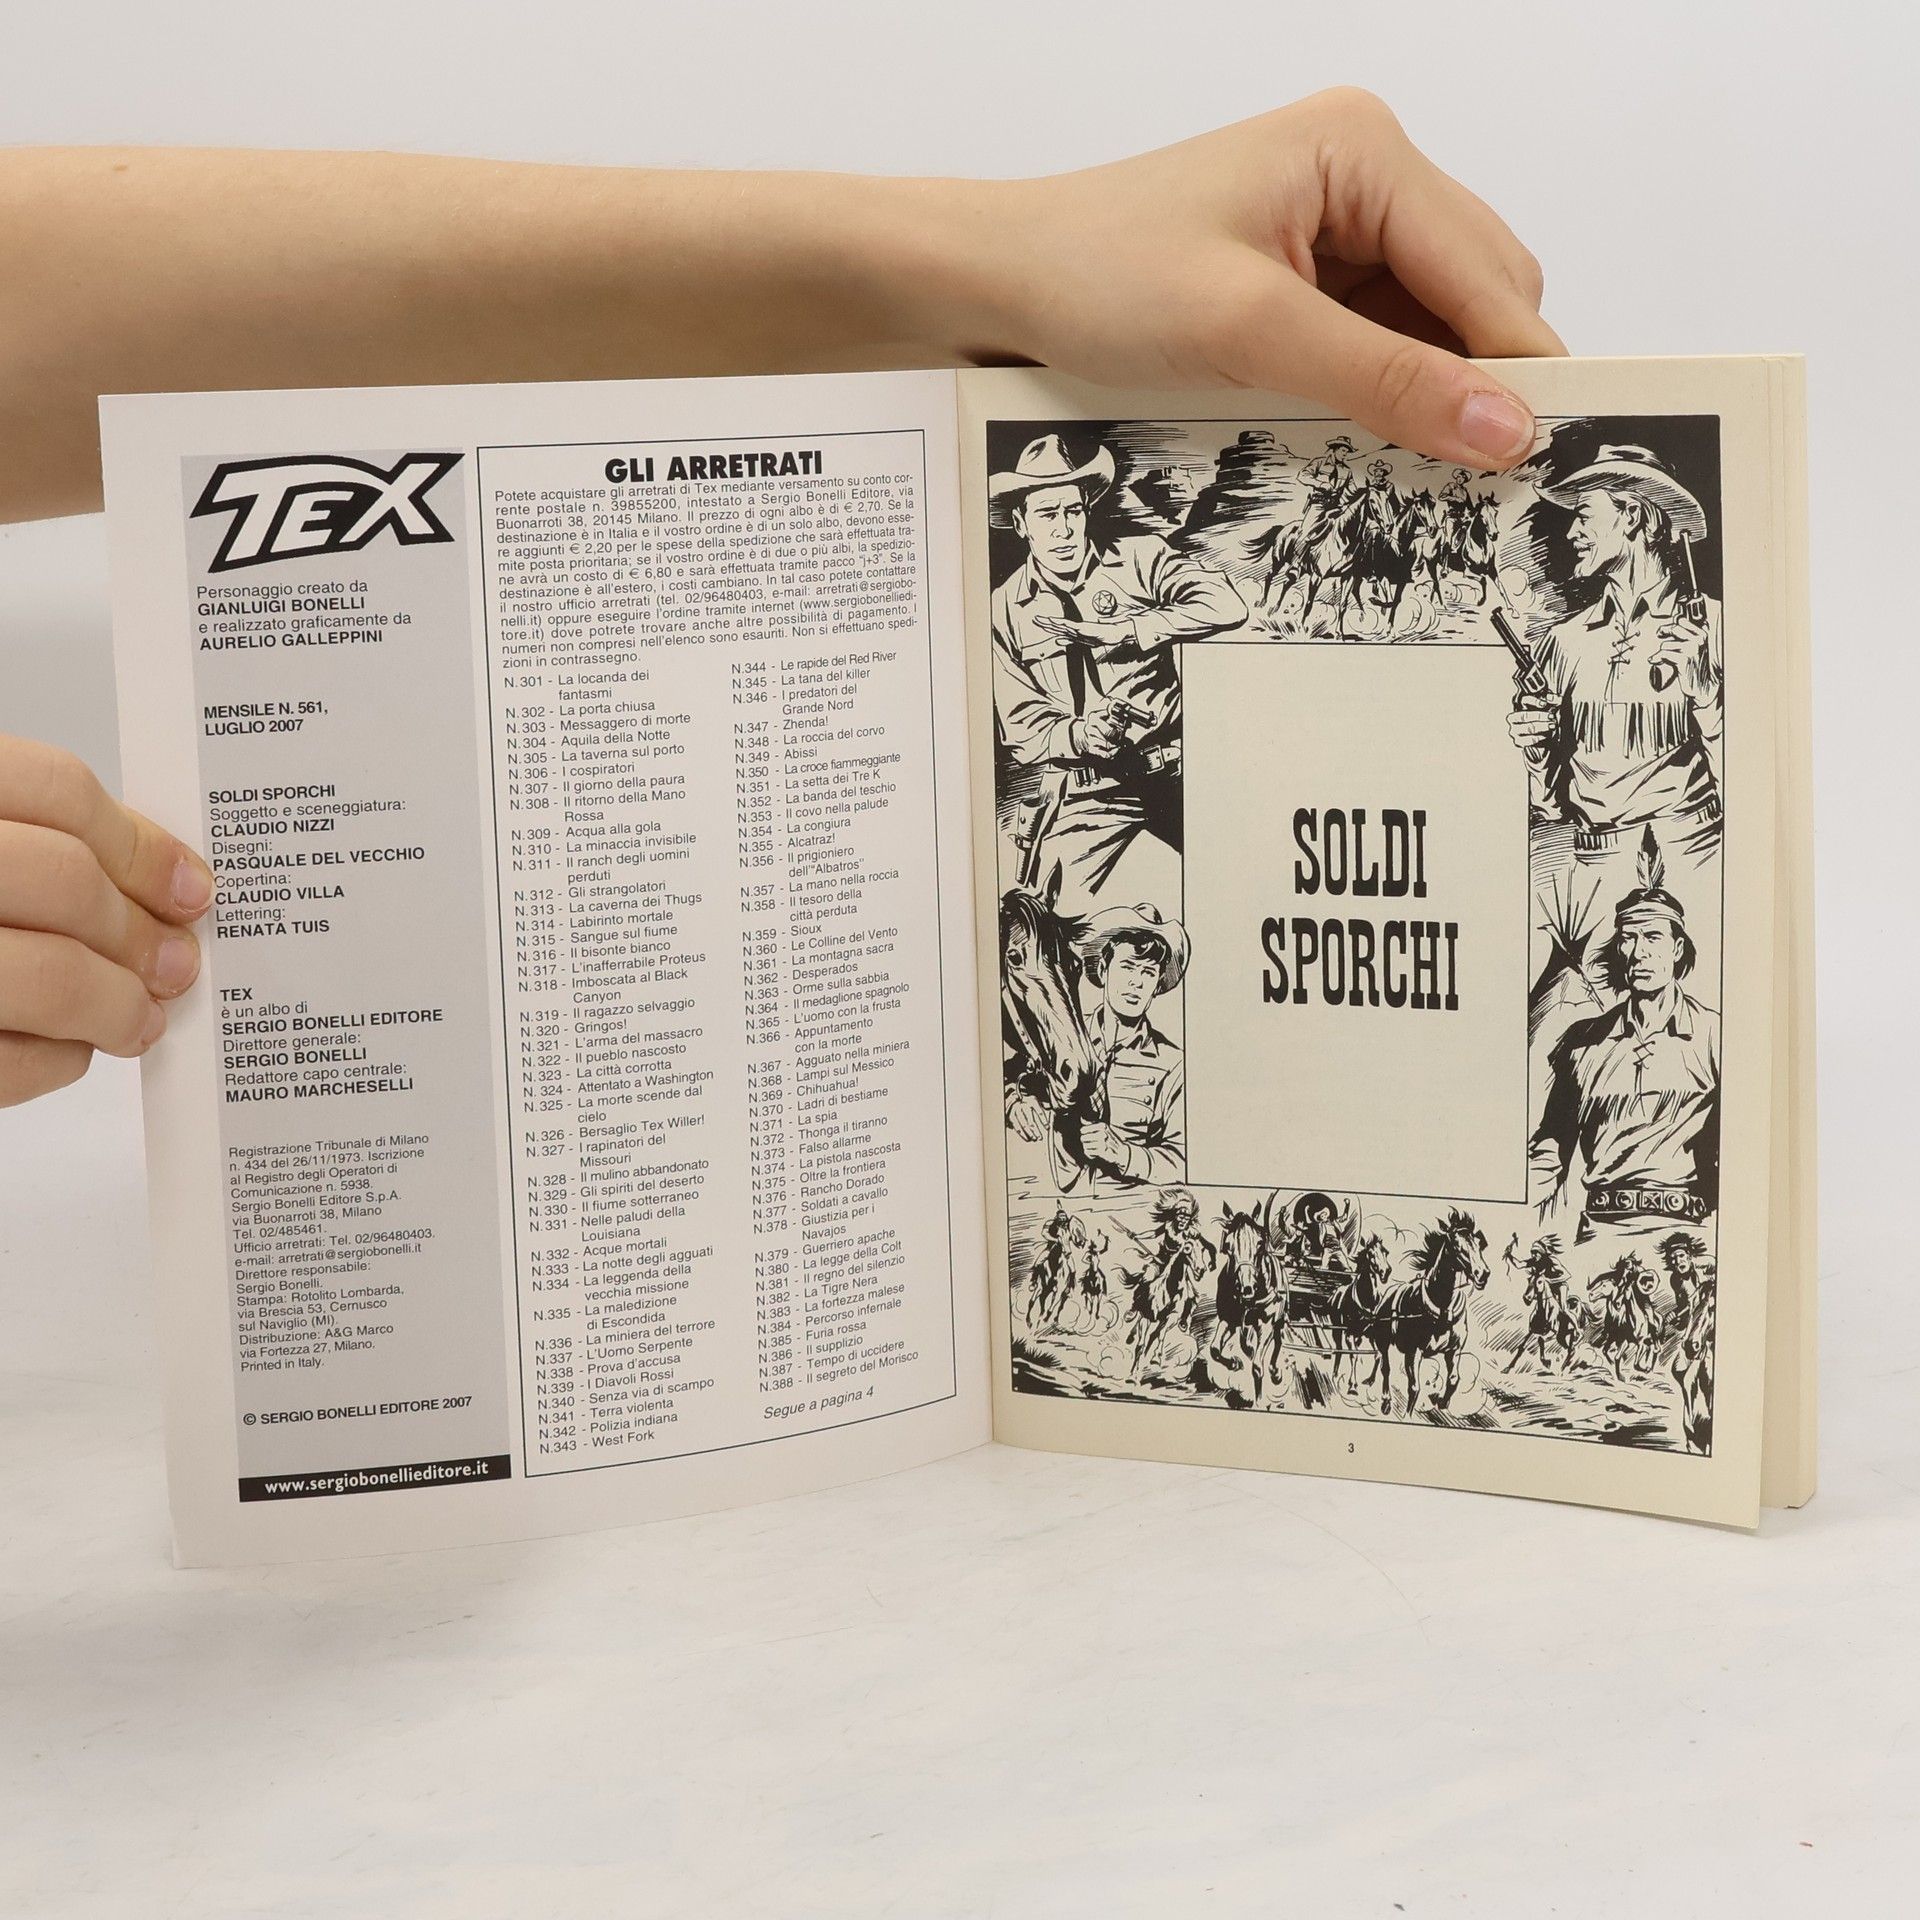 TEX
Personaggio creato da
GIANLUIGI BONELLI
e realizzato graficamente da
AURELIO GALLEPPINI
MENSILE N. 561,
LUGLIO 2007
SOLDI SPORCHI
Soggetto e sceneggiatura:
CLAUDIO NIZZI
Disegni:
PASQUALE DEL VECCHIO
Copertina:
CLAUDIO VILLA
Lettering:
RENATA TUIS
TEX
è un albo di
SERGIO BONELLI EDITORE
Direttore generale:
SERGIO BONELLI
Redattore capo centrale:
MAURO MARCHESELLI
Registrazione Tribunale di Milano
n. 434 del 26/11/1973. Iscrizione
al Registro degli Operatori di
Comunicazione n. 5938.
Sergio Bonelli Editore S.p.A.
via Buonarroti 38, Milano
Tel. 02/485461.
Ufficio arretrati: Tel. 02/96480403.
e-mail: arretrati@sergiobonelli.it
Direttore responsabile:
Sergio Bonelli.
Stampa: Rotolito Lombarda,
via Brescia 53, Cernusco
sul Naviglio (MI).
Distribuzione: A&G Marco
via Fortezza 27, Milano.
Printed in Italy.
© SERGIO BONELLI EDITORE 2007
www.sergiobonellieditore.it
GLI ARRETRATI
Potete acquistare gli arretrati di Tex mediante versamento su conto cor-
rente postale n. 39855200, intestato a Sergio Bonelli Editore, via
Buonarroti 38, 20145 Milano. Il prezzo di ogni albo è di € 2,70. Se la
destinazione è in Italia e il vostro ordine è di un solo albo, devono esse-
re aggiunti € 2,20 per le spese della spedizione che sarà effettuata tra-
mite posta prioritaria; se il vostro ordine è di due o più albi, la spedizio-
ne avrà un costo di € 6,80 e sarà effettuata tramite pacco "j+3". Se la
destinazione è all'estero, i costi cambiano. In tal caso potete contattare
il nostro ufficio arretrati (tel. 02/96480403, e-mail: arretrati@sergiobo-
nelli.it) oppure eseguire l'ordine tramite internet (www.sergiobonelliedi-
tore.it) dove potrete trovare anche altre possibilità di pagamento. I
numeri non compresi nell'elenco sono esauriti. Non si effettuano spedi-
zioni in contrassegno.
N.301 - La locanda dei
fantasmi
N.302 - La porta chiusa
N.303 - Messaggero di morte
N.304 - Aquila della Notte
N.305 - La taverna sul porto
N.306 - I cospiratori
N.307 - Il giorno della paura
N.308 - Il ritorno della Mano
Rossa
N.309 - Acqua alla gola
N.310 - La minaccia invisibile
N.311 - Il ranch degli uomini
perduti
N.312 - Gli strangolatori
N.313 - La caverna dei Thugs
N.314 - Labirinto mortale
N.315 - Sangue sul fiume
N.316 - Il bisonte bianco
N.317 - L'inafferrabile Proteus
N.318 - Imboscata al Black
Canyon
N.319 - Il ragazzo selvaggio
N.320 - Gringos!
N.321 - L'arma del massacro
N.322 - Il pueblo nascosto
N.323 - La città corrotta
N.324 - Attentato a Washington
N.325 - La morte scende dal
cielo
N.326 - Bersaglio Tex Willer!
N.327 - I rapinatori del
Missouri
N.328 - Il mulino abbandonato
N.329 - Gli spiriti del deserto
N.330 - Il fiume sotterraneo
N.331 - Nelle paludi della
Louisiana
N.332 - Acque mortali
N.333 - La notte degli agguati
N.334 - La leggenda della
vecchia missione
N.335 - La maledizione
di Escondida
N.336 - La miniera del terrore
N.337 - L'Uomo Serpente
N.338 - Prova d'accusa
N.339 - I Diavoli Rossi
N.340 - Senza via di scampo
N.341 - Terra violenta
N.342 - Polizia indiana
N.343 - West Fork
N.344 - Le rapide del Red River
N.345 - La tana del killer
N.346 - I predatori del
Grande Nord
N.347 - Zhenda!
N.348 - La roccia del corvo
N.349 - Abissi
N.350 - La croce fiammeggiante
N.351 - La setta dei Tre K
N.352 - La banda del teschio
N.353 - Il covo nella palude
N.354 - La congiura
N.355 - Alcatraz!
N.356 - Il prigioniero
dell'"Albatros"
N.357 - La mano nella roccia
N.358 - Il tesoro della
città perduta
N.359 - Sioux
N.360 - Le Colline del Vento
N.361 - La montagna sacra
N.362 - Desperados
N.363 - Orme sulla sabbia
N.364 - Il medaglione spagnolo
N.365 - L'uomo con la frusta
N.366 - Appuntamento
con la morte
N.367 - Agguato nella miniera
N.368 - Lampi sul Messico
N.369 - Chihuahua!
N.370 - Ladri di bestiame
N.371 - La spia
N.372 - Thonga il tiranno
N.373 - Falso allarme
N.374 - La pistola nascosta
N.375 - Oltre la frontiera
N.376 - Rancho Dorado
N.377 - Soldati a cavallo
N.378 - Giustizia per i
Navajos
N.379 - Guerriero apache
N.380 - La legge della Colt
N.381 - Il regno del silenzio
N.382 - La Tigre Nera
N.383 - La fortezza malese
N.384 - Percorso infernale
N.385 - Furia rossa
N.386 - Il supplizio
N.387 - Tempo di uccidere
N.388 - Il segreto del Morisco
Segue a pagina 4
SOLDI
SPORCHI
3